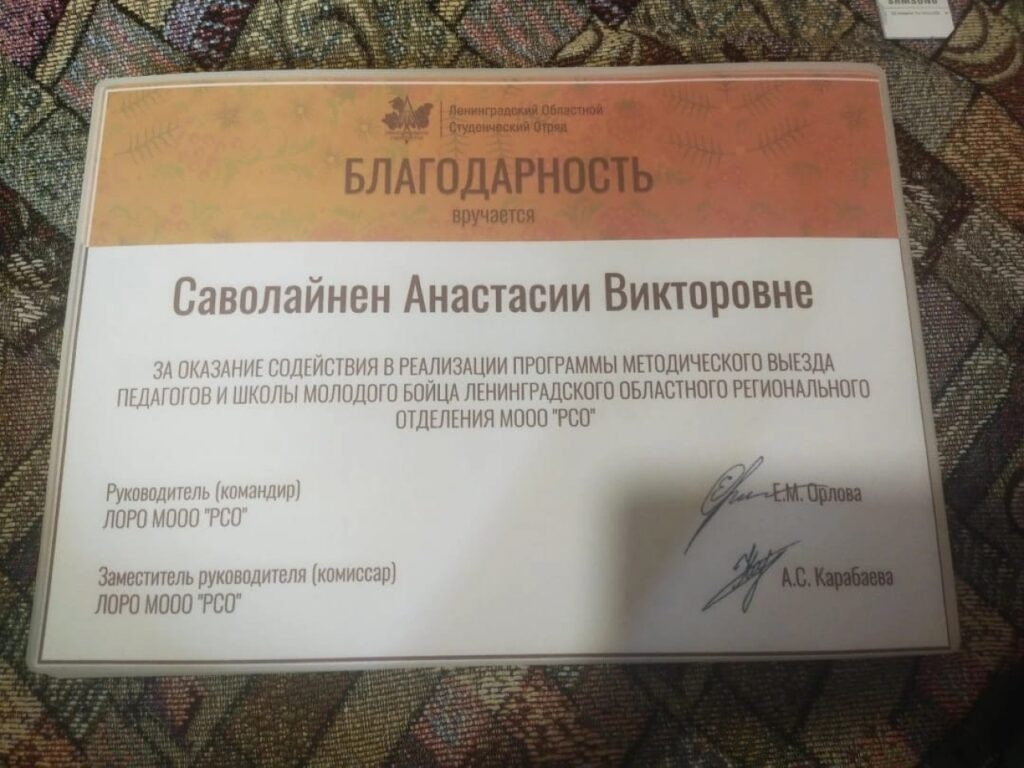 SAMSUNG
Ленинградский Областной
Студенческий Отряд
БЛАГОДАРНОСТЬ
вручается
Саволайнен Анастасии Викторовне
ЗА ОКАЗАНИЕ СОДЕЙСТВИЯ В РЕАЛИЗАЦИИ ПРОГРАММЫ МЕТОДИЧЕСКОГО ВЫЕЗДА
ПЕДАГОГОВ И ШКОЛЫ МОЛОДОГО БОЙЦА ЛЕНИНГРАДСКОГО ОБЛАСТНОГО РЕГИОНАЛЬНОГО
ОТДЕЛЕНИЯ МООО "РСО"
Руководитель (командир)
ЛОРО МООО "РСО"
Е.М. Орлова
Заместитель руководителя (комиссар)
ЛОРО МООО "РСО"
А.С. Карабаева